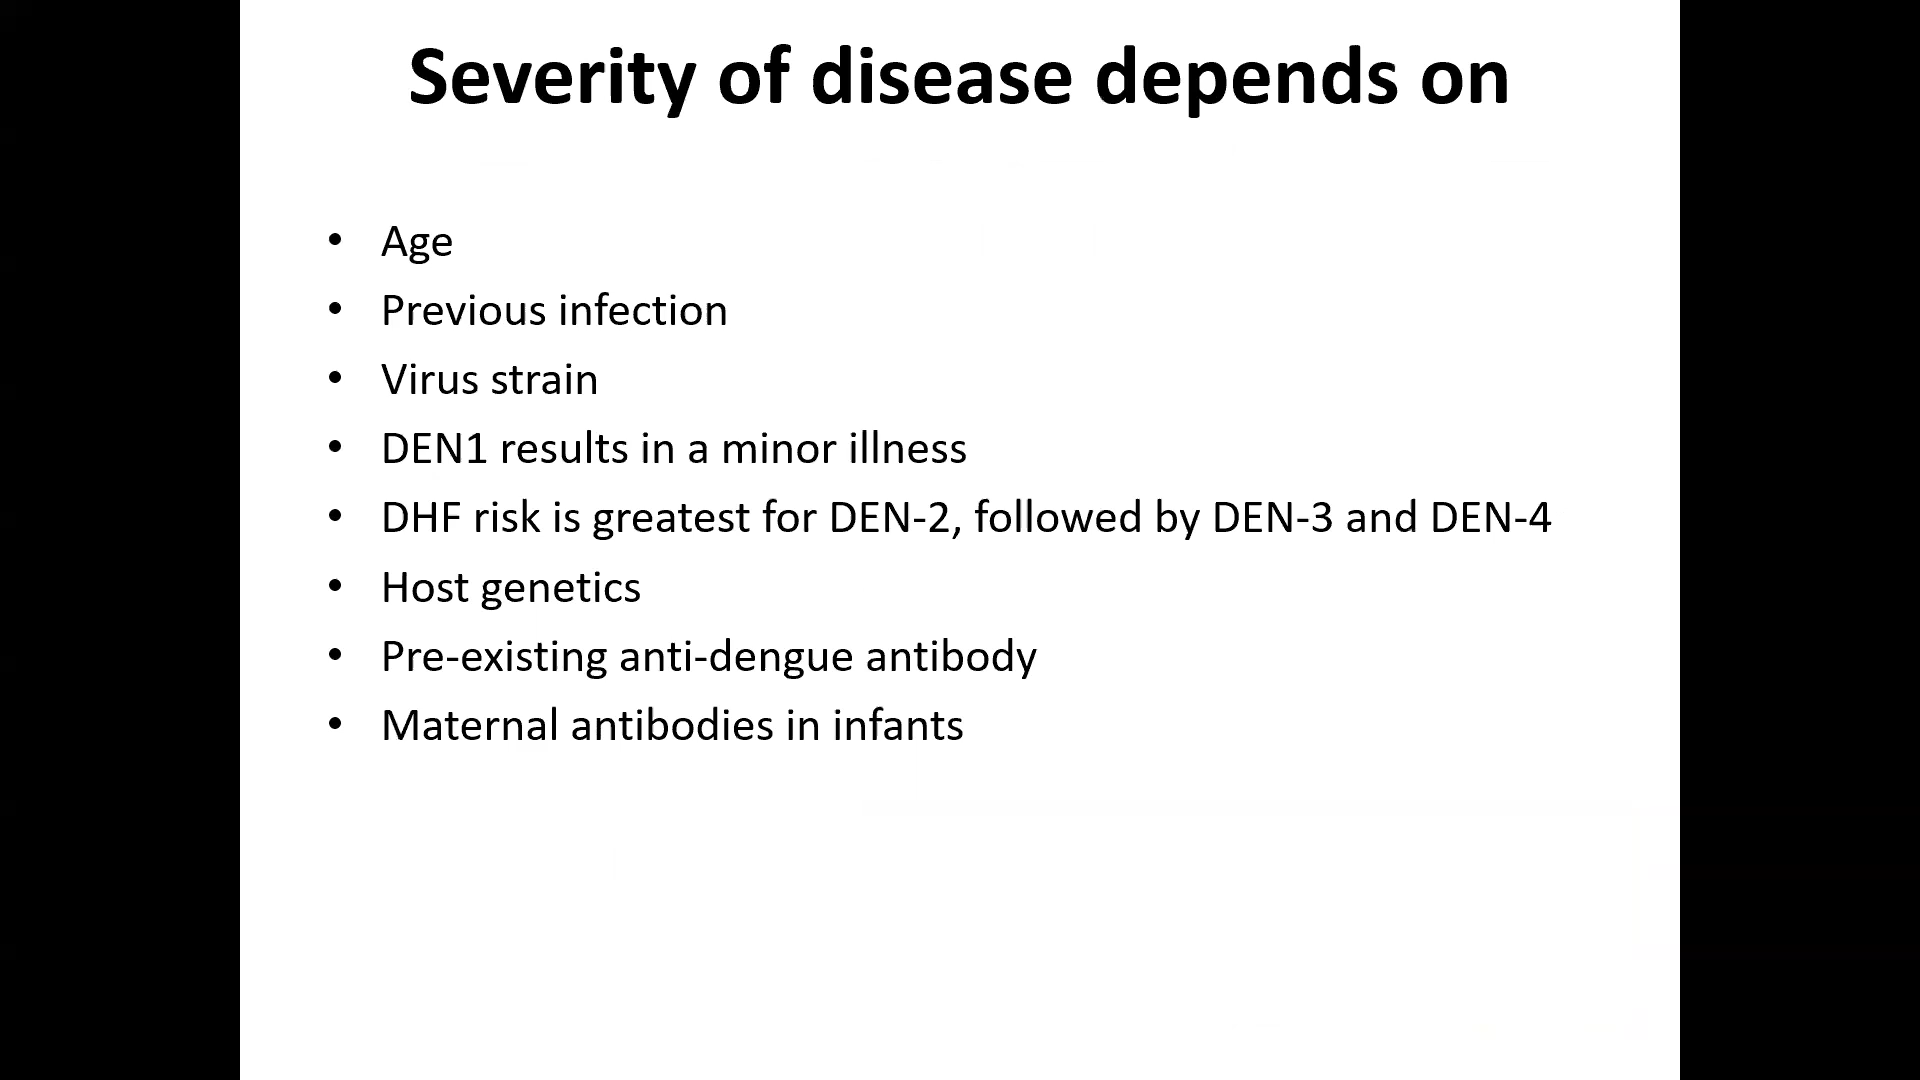 Severity of disease depends on
• Age
• Previous infection
• Virus strain
• DEN1 results in a minor illness
• DHF risk is greatest for DEN-2, followed by DEN-3 and DEN-4
• Host genetics
• Pre-existing anti-dengue antibody
• Maternal antibodies in infants